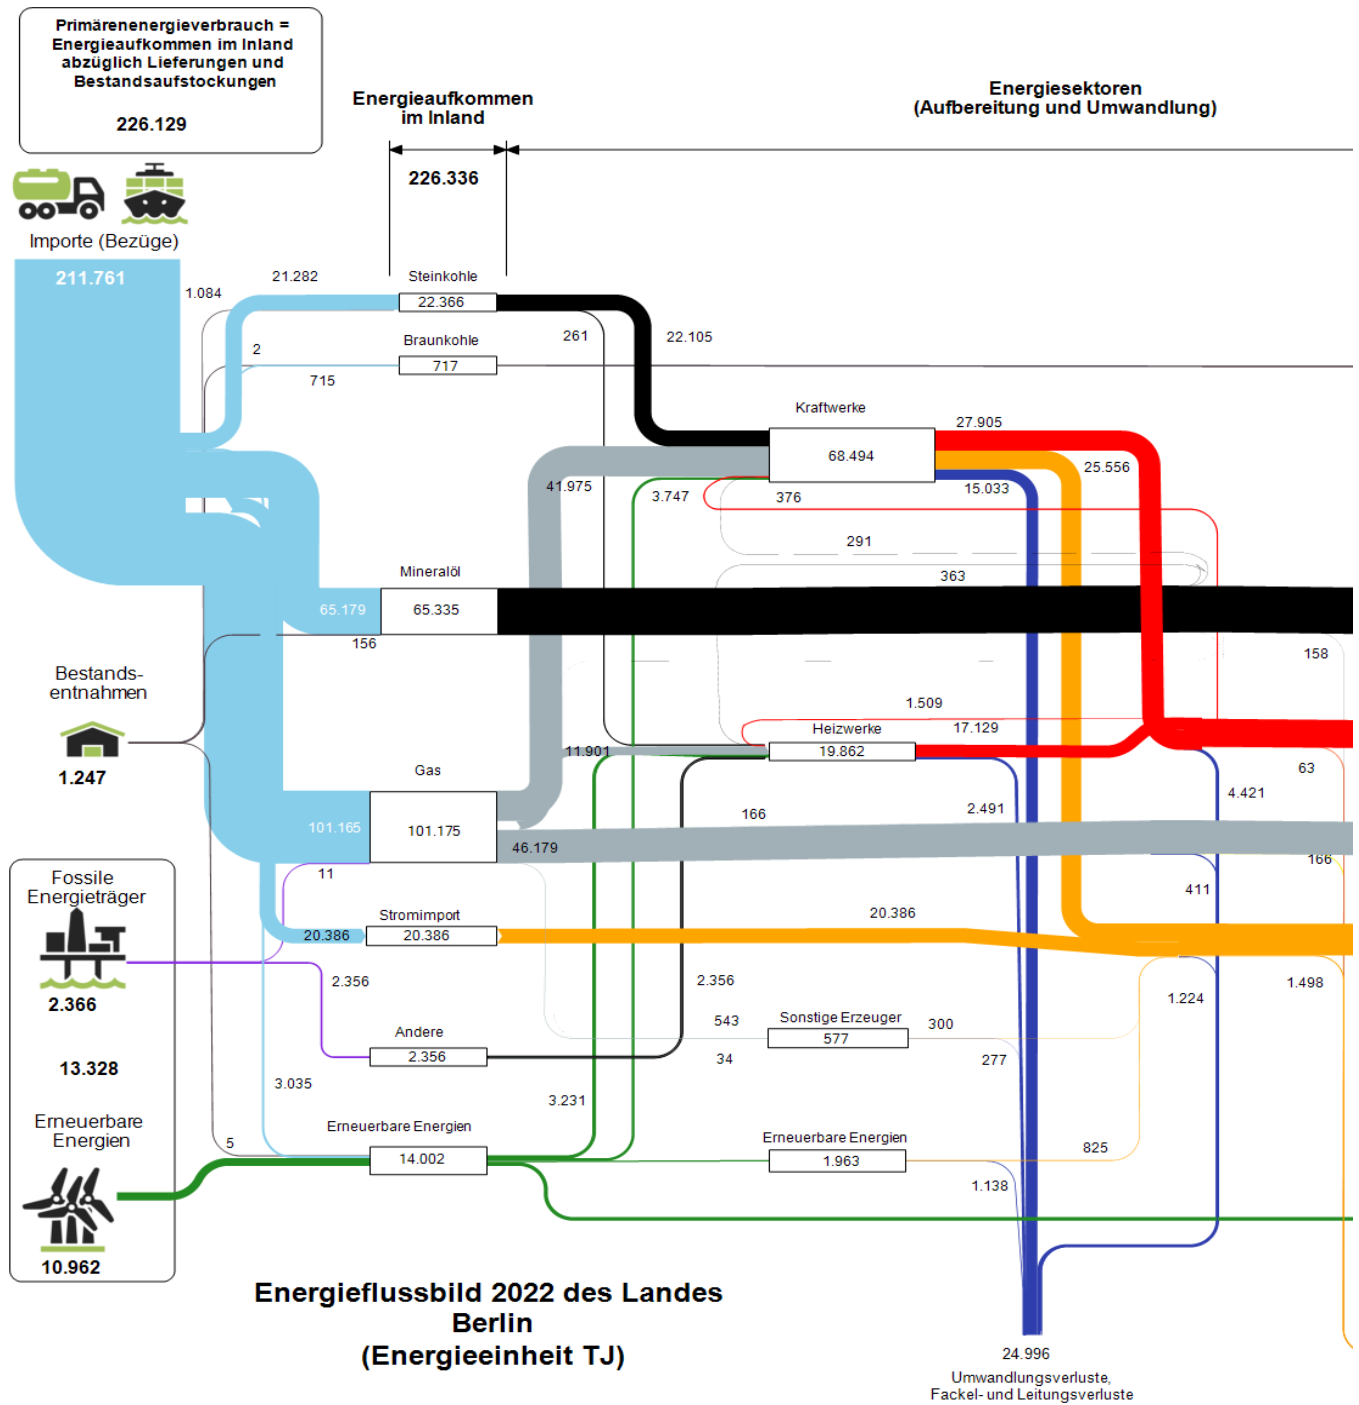 Primärenenergieverbrauch =
Energieaufkommen im Inland
abzüglich Lieferungen und
Bestandsaufstockungen
226.129
Energieaufkommen
im Inland
226.336
Energiesektoren
(Aufbereitung und Umwandlung)
Importe (Bezüge)
211.761
1.084
21.282
Steinkohle
22.366
261
22.105
2
715
Braunkohle
717
Kraftwerke
68.494
27.905
25.556
15.033
41.975
3.747
376
291
363
Mineralöl
65.179
65.335
156
158
Bestands-
entnahmen
1.247
1.509
Heizwerke
19.862
17.129
11.901
2.491
4.421
63
Gas
101.165
101.175
166
46.179
166
11
411
Fossile
Energieträger
2.366
Stromimport
20.386
20.386
20.386
2.356
2.356
1.224
1.498
Andere
2.356
543
34
Sonstige Erzeuger
577
300
277
13.328
3.035
3.231
Erneuerbare
Energien
10.962
5
Erneuerbare Energien
14.002
Erneuerbare Energien
1.963
825
1.138
Energieflussbild 2022 des Landes
Berlin
(Energieeinheit TJ)
24.996
Umwandlungsverluste,
Fackel- und Leitungsverluste